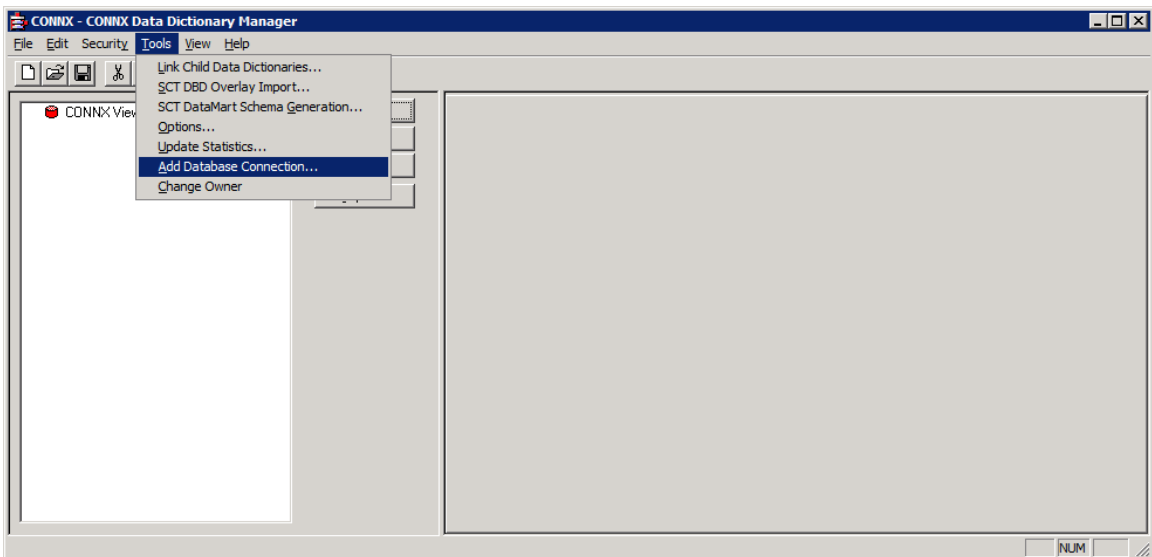 CONNX - CONNX Data Dictionary Manager
File Edit Security Tools View Help
Link Child Data Dictionaries...
SCT DBD Overlay Import...
SCT DataMart Schema Generation...
Options...
Update Statistics...
Add Database Connection...
Change Owner
CONNX View
NUM